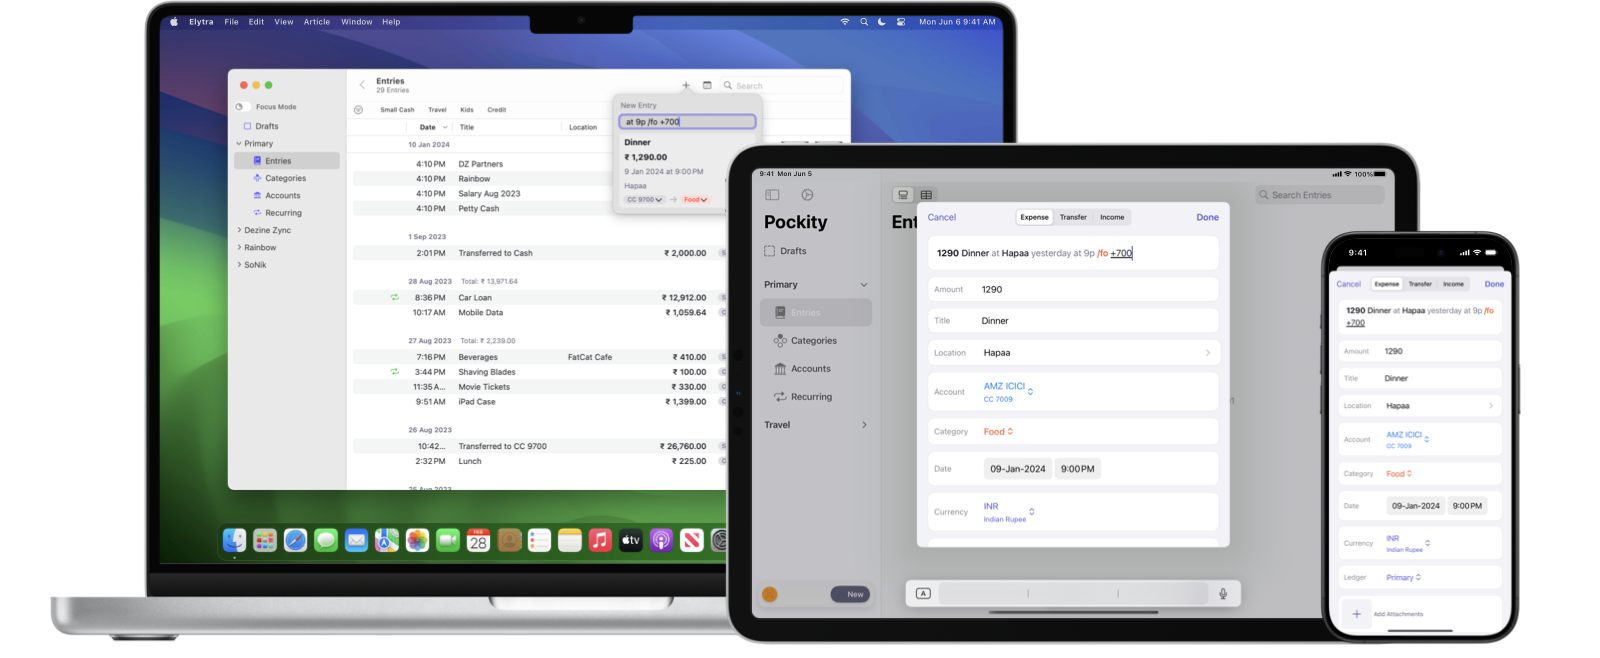 Elytra File Edit View Article Window Help
Mon Jun 6 9:41 AM
Focus Mode
Drafts
Primary
Entries
Categories
Accounts
Recurring
Dezine Zync
Rainbow
SoNik
Entries
29 Entries
Search
Small Cash Travel Kids Credit
Date Title Location
10 Jan 2024
4:10 PM DZ Partners
4:10 PM Rainbow
4:10 PM Salary Aug 2023
4:10 PM Petty Cash
1 Sep 2023
2:01 PM Transferred to Cash ₹ 2,000.00
28 Aug 2023 Total: ₹ 13,971.64
8:36 PM Car Loan ₹ 12,912.00
10:17 AM Mobile Data ₹ 1,059.64
27 Aug 2023 Total: ₹ 2,239.00
7:16 PM Beverages FatCat Cafe ₹ 410.00
3:44 PM Shaving Blades ₹ 100.00
11:35 A... Movie Tickets ₹ 330.00
9:51 AM iPad Case ₹ 1,399.00
26 Aug 2023
10:42... Transferred to CC 9700 ₹ 26,760.00
2:32 PM Lunch ₹ 225.00
25 Aug 2023
New Entry
at 9p /fo +700
Dinner
₹ 1,290.00
9 Jan 2024 at 9:00 PM
Hapaa
CC 9700 → Food
FEB
28
tv
9:41 AM Mon Jun 5
100%
Pockity
Drafts
Primary
Entries
Categories
Accounts
Recurring
Travel
New
Ent
Search Entries
Cancel Expense Transfer Income Done
1290 Dinner at Hapaa yesterday at 9p /fo +700
Amount 1290
Title Dinner
Location Hapaa
Account AMZ ICICI
CC 7009
Category Food
Date 09-Jan-2024 9:00 PM
Currency INR
Indian Rupee
A
9:41
Cancel Expense Transfer Income Done
1290 Dinner at Hapaa yesterday at 9p /fo
+700
Amount 1290
Title Dinner
Location Hapaa
Account AMZ ICICI
CC 7009
Category Food
Date 09-Jan-2024 9:00 PM
Currency INR
Indian Rupee
Ledger Primary
Add Attachments